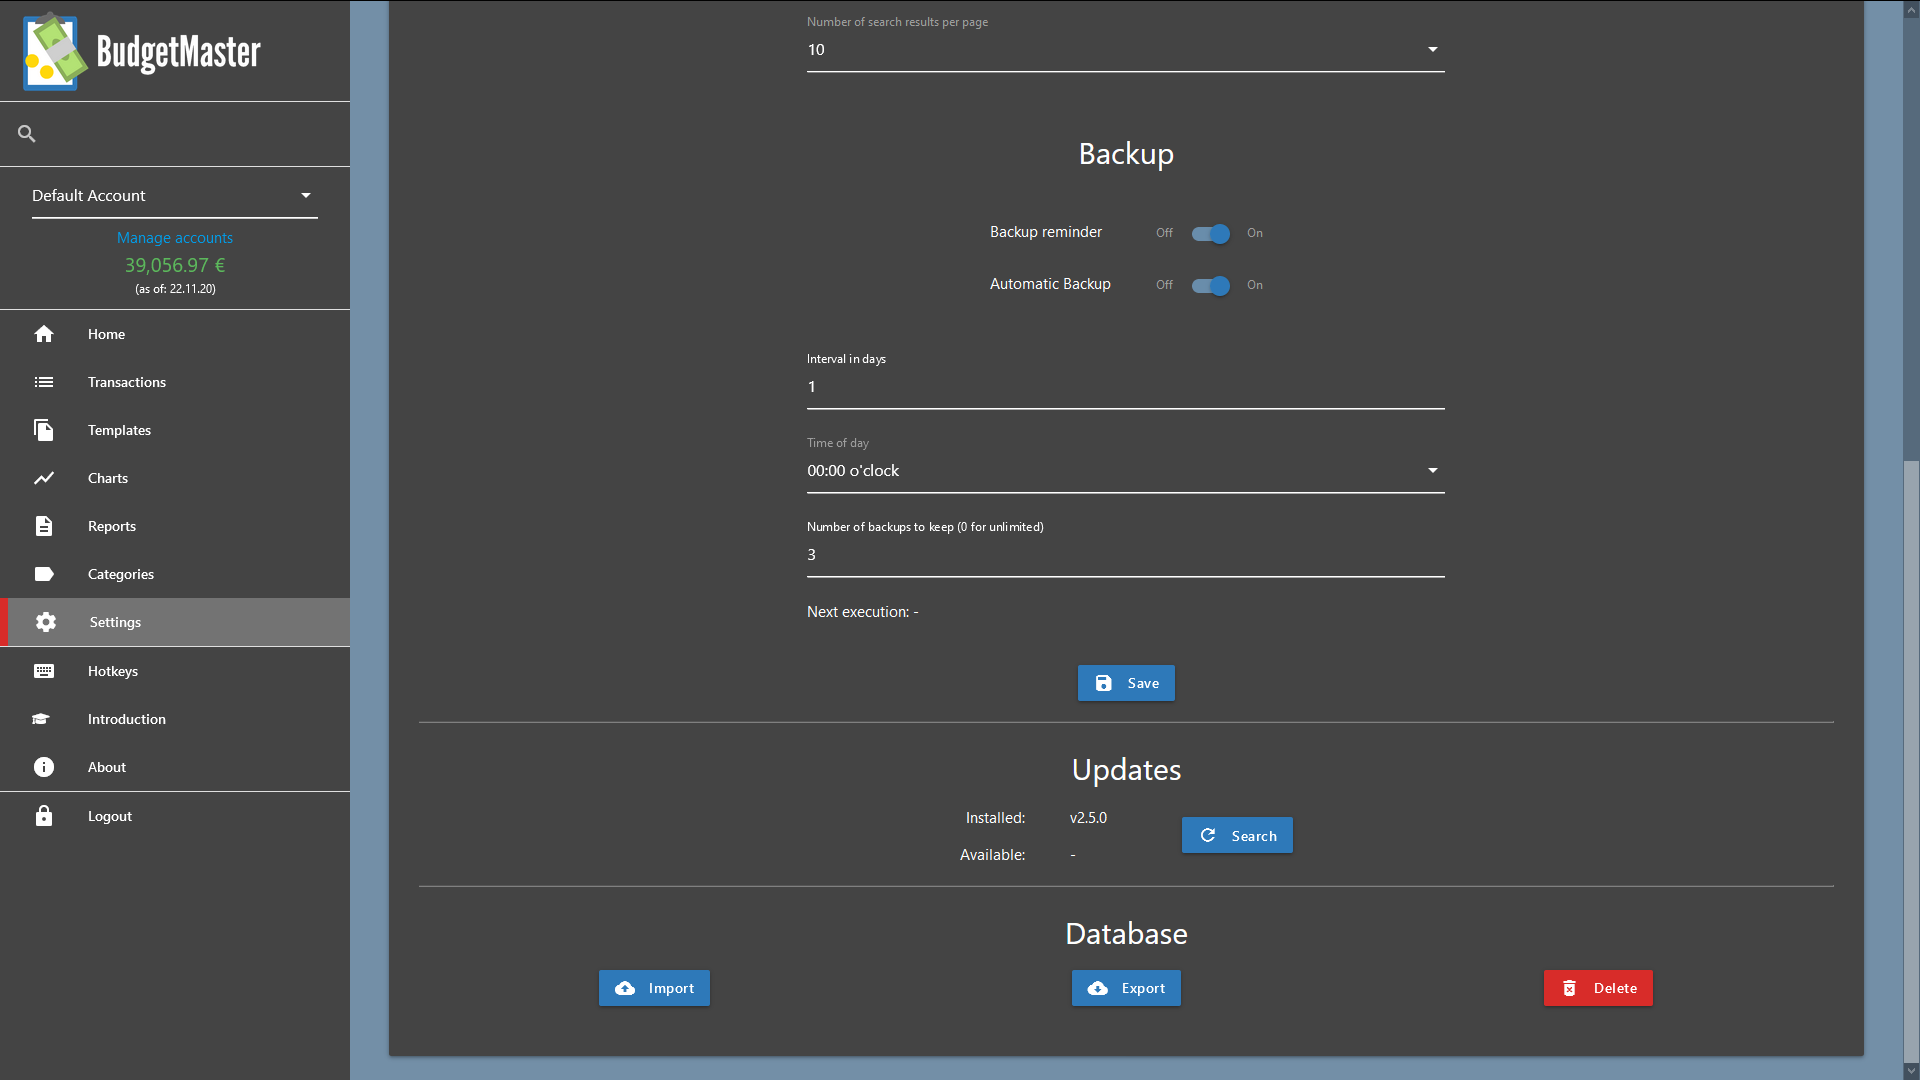 BudgetMaster
Default Account
Manage accounts
39,056.97 €
(as of: 22.11.20)
Home
Transactions
Templates
Charts
Reports
Categories
Settings
Hotkeys
Introduction
About
Logout
Number of search results per page
10
Backup
Backup reminder Off On
Automatic Backup Off On
Interval in days
1
Time of day
00:00 o'clock
Number of backups to keep (0 for unlimited)
3
Next execution: -
Save
Updates
Installed: v2.5.0
Search
Available: -
Database
Import Export Delete